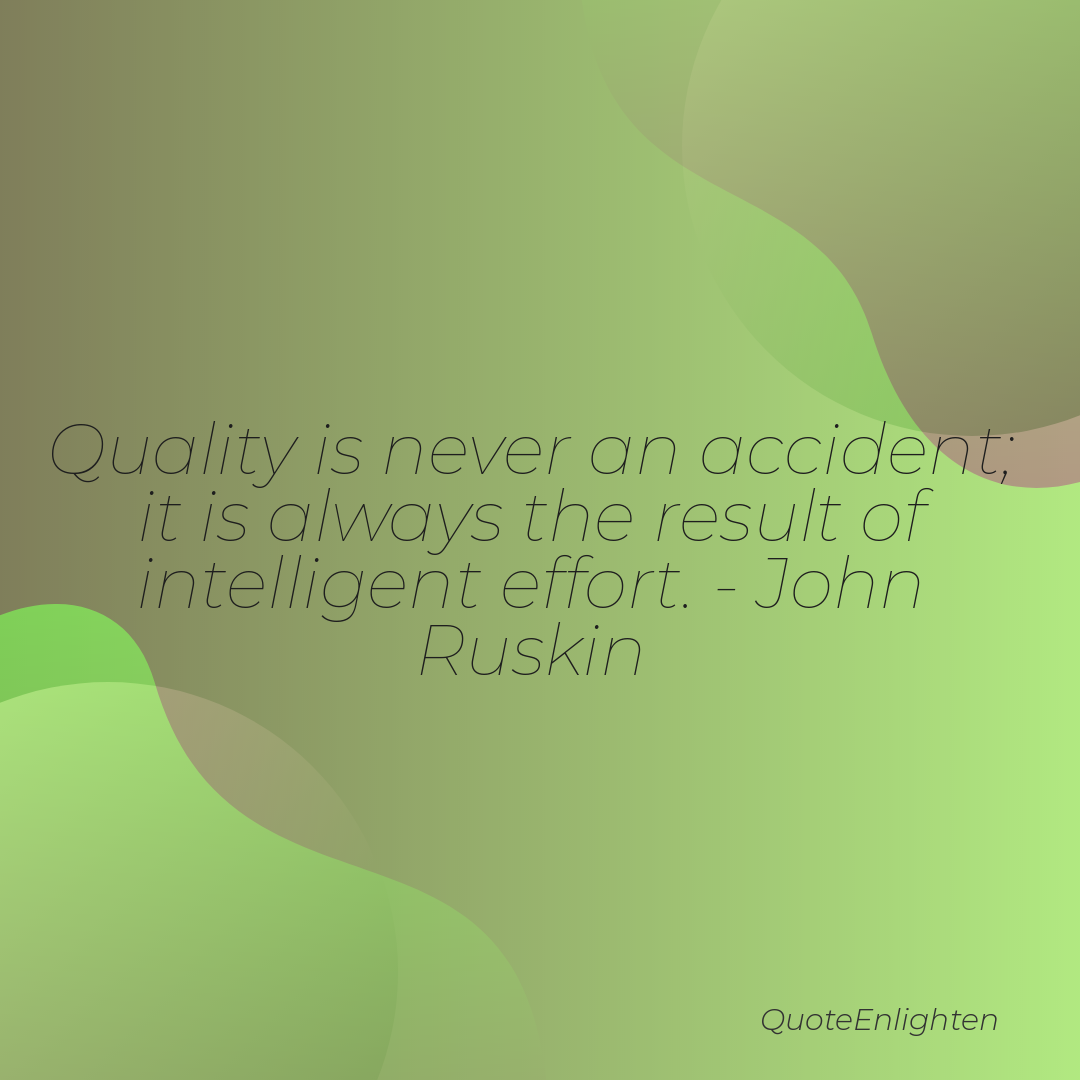 Quality is never an accident;
it is always the result of
intelligent effort. - John
Ruskin
QuoteEnlighten